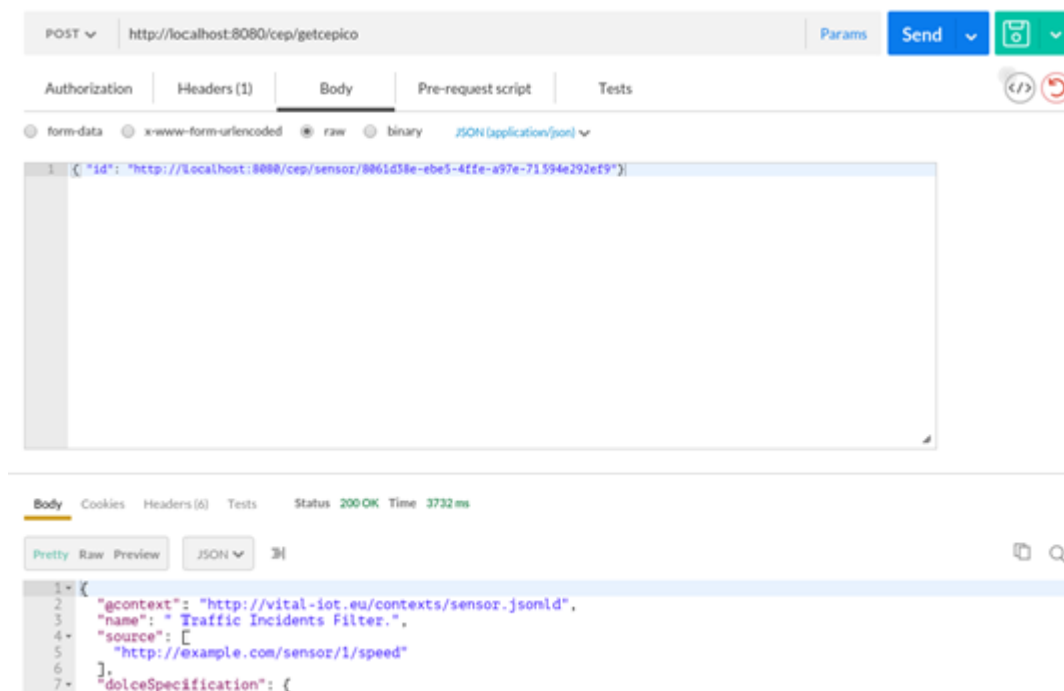 POST http://localhost:8080/cep/getcepico Params Send
Authorization Headers (1) Body Pre-request script Tests
form-data x-www-form-urlencoded raw binary JSON (application/json)
1 { "id": "http://localhost:8080/cep/sensor/8061d38e-ebe5-4ffe-a97e-71594e292ef9"}
Body Cookies Headers (6) Tests Status 200 OK Time 3732 ms
Pretty Raw Preview JSON
1 {
2 "@context": "http://vital-iot.eu/contexts/sensor.jsonld",
3 "name": " Traffic Incidents Filter.",
4 "source": [
5 "http://example.com/sensor/1/speed"
6 ],
7 "dolceSpecification": {